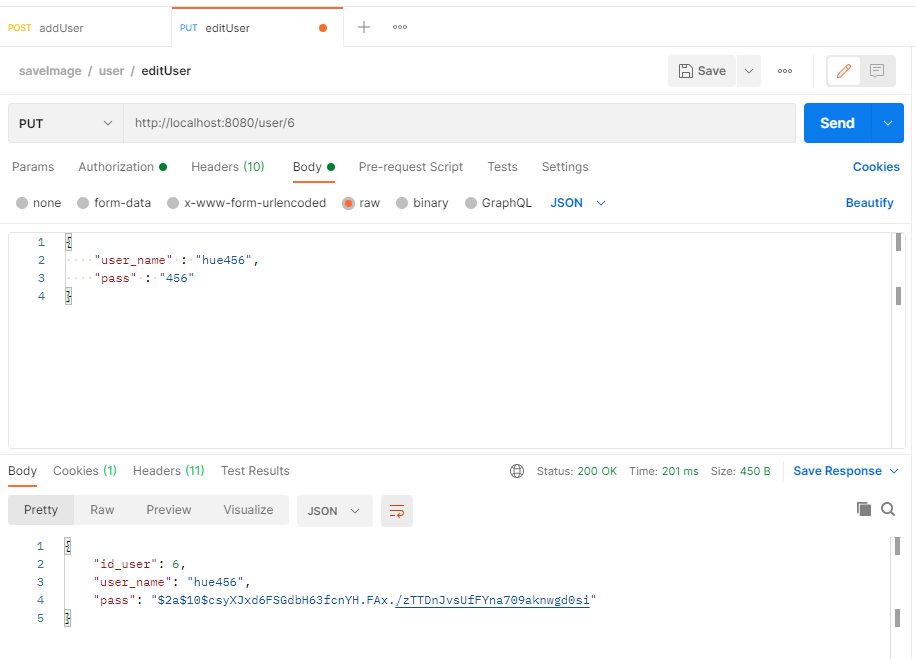 POST addUser PUT editUser
saveImage / user / editUser Save
PUT http://localhost:8080/user/6 Send
Params Authorization Headers (10) Body Pre-request Script Tests Settings Cookies
none form-data x-www-form-urlencoded raw binary GraphQL JSON Beautify
1 {
2 "user_name" : "hue456",
3 "pass" : "456"
4 }
Body Cookies (1) Headers (11) Test Results Status: 200 OK Time: 201 ms Size: 450 B Save Response
Pretty Raw Preview Visualize JSON
1 {
2 "id_user": 6,
3 "user_name": "hue456",
4 "pass": "$2a$10$csyXJxd6FSGdbH63fcnYH.FAx./zTTDnJvsUfFYna709aknwgd0si"
5 }